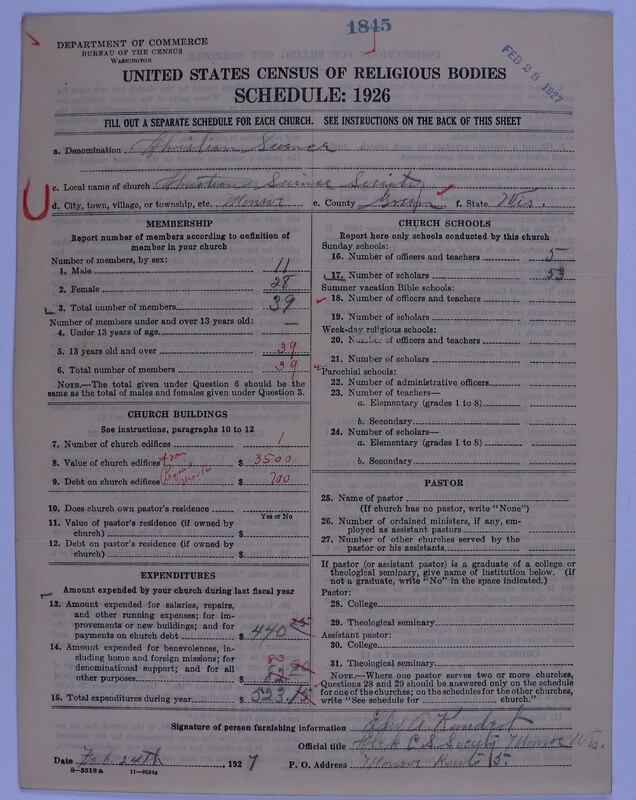 1845
DEPARTMENT OF COMMERCE
BUREAU OF THE CENSUS
WASHINGTON
FEB 28 1927
UNITED STATES CENSUS OF RELIGIOUS BODIES
SCHEDULE: 1926
FILL OUT A SEPARATE SCHEDULE FOR EACH CHURCH. SEE INSTRUCTIONS ON THE BACK OF THIS SHEET
a. Denomination Christian Science
c. Local name of church Christian Science Society
d. City, town, village, or township, etc. Monroe e. County Green f. State Wis.
MEMBERSHIP
Report number of members according to definition of
member in your church
Number of members, by sex:
1. Male 11
2. Female 28
3. Total number of members 39
Number of members under and over 13 years old:
4. Under 13 years of age —
5. 13 years old and over 39
6. Total number of members 39
NOTE.—The total given under Question 6 should be the
same as the total of males and females given under Question 3.
CHURCH BUILDINGS
See instructions, paragraphs 10 to 12
7. Number of church edifices 1
8. Value of church edifices $ 3500
9. Debt on church edifices $ 700
10. Does church own pastor's residence
Yes or No
11. Value of pastor's residence (if owned by
church) $
12. Debt on pastor's residence (if owned by
church) $
EXPENDITURES
Amount expended by your church during last fiscal year
13. Amount expended for salaries, repairs,
and other running expenses; for im-
provements or new buildings; and for
payments on church debt $ 440 25
14. Amount expended for benevolences,
including home and foreign missions; for
denominational support; and for all
other purposes $ 83 82
15. Total expenditures during year $ 523.15
CHURCH SCHOOLS
Report here only schools conducted by this church
Sunday schools:
16. Number of officers and teachers 5
17. Number of scholars 53
Summer vacation Bible schools:
18. Number of officers and teachers
19. Number of scholars
Week-day religious schools:
20. Number of officers and teachers
21. Number of scholars
Parochial schools:
22. Number of administrative officers
23. Number of teachers—
a. Elementary (grades 1 to 8)
b. Secondary
24. Number of scholars—
a. Elementary (grades 1 to 8)
b. Secondary
PASTOR
25. Name of pastor
(If church has no pastor, write "None")
26. Number of ordained ministers, if any, em-
ployed as assistant pastors
27. Number of other churches served by the
pastor or his assistants
If pastor (or assistant pastor) is a graduate of a college or
theological seminary, give name of institution below. (If
not a graduate, write "No" in the space indicated.)
Pastor:
28. College
29. Theological seminary
Assistant pastor:
30. College
31. Theological seminary
NOTE.—Where one pastor serves two or more churches,
Questions 28 and 29 should be answered only on the schedule
for one of the churches; on the schedules for the other churches,
write "See schedule for church."
Signature of person furnishing information
Official title C. S. Society Monroe Wis.
Date Feb. 24th, 1927 P. O. Address Monroe Route 5.
8—5518 a 11—9094a